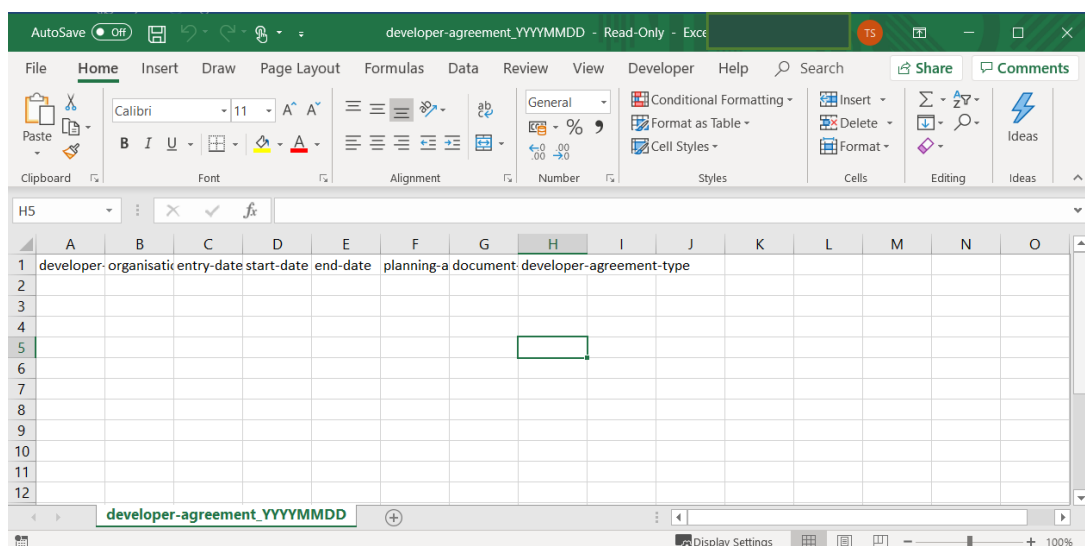 AutoSave Off developer-agreement_YYYYMMDD - Read-Only - Exce TS
File Home Insert Draw Page Layout Formulas Data Review View Developer Help Search Share Comments
Calibri 11 A^ A˅ ab General Conditional Formatting Insert Σ
Paste % 9 Format as Table Delete Ideas
B I U A Cell Styles Format
Clipboard Font Alignment Number Styles Cells Editing Ideas
H5 fx
A B C D E F G H I J K L M N O
1 developer- organisatio entry-date start-date end-date planning-a document- developer-agreement-type
2
3
4
5
6
7
8
9
10
11
12
developer-agreement_YYYYMMDD
Display Settings 100%